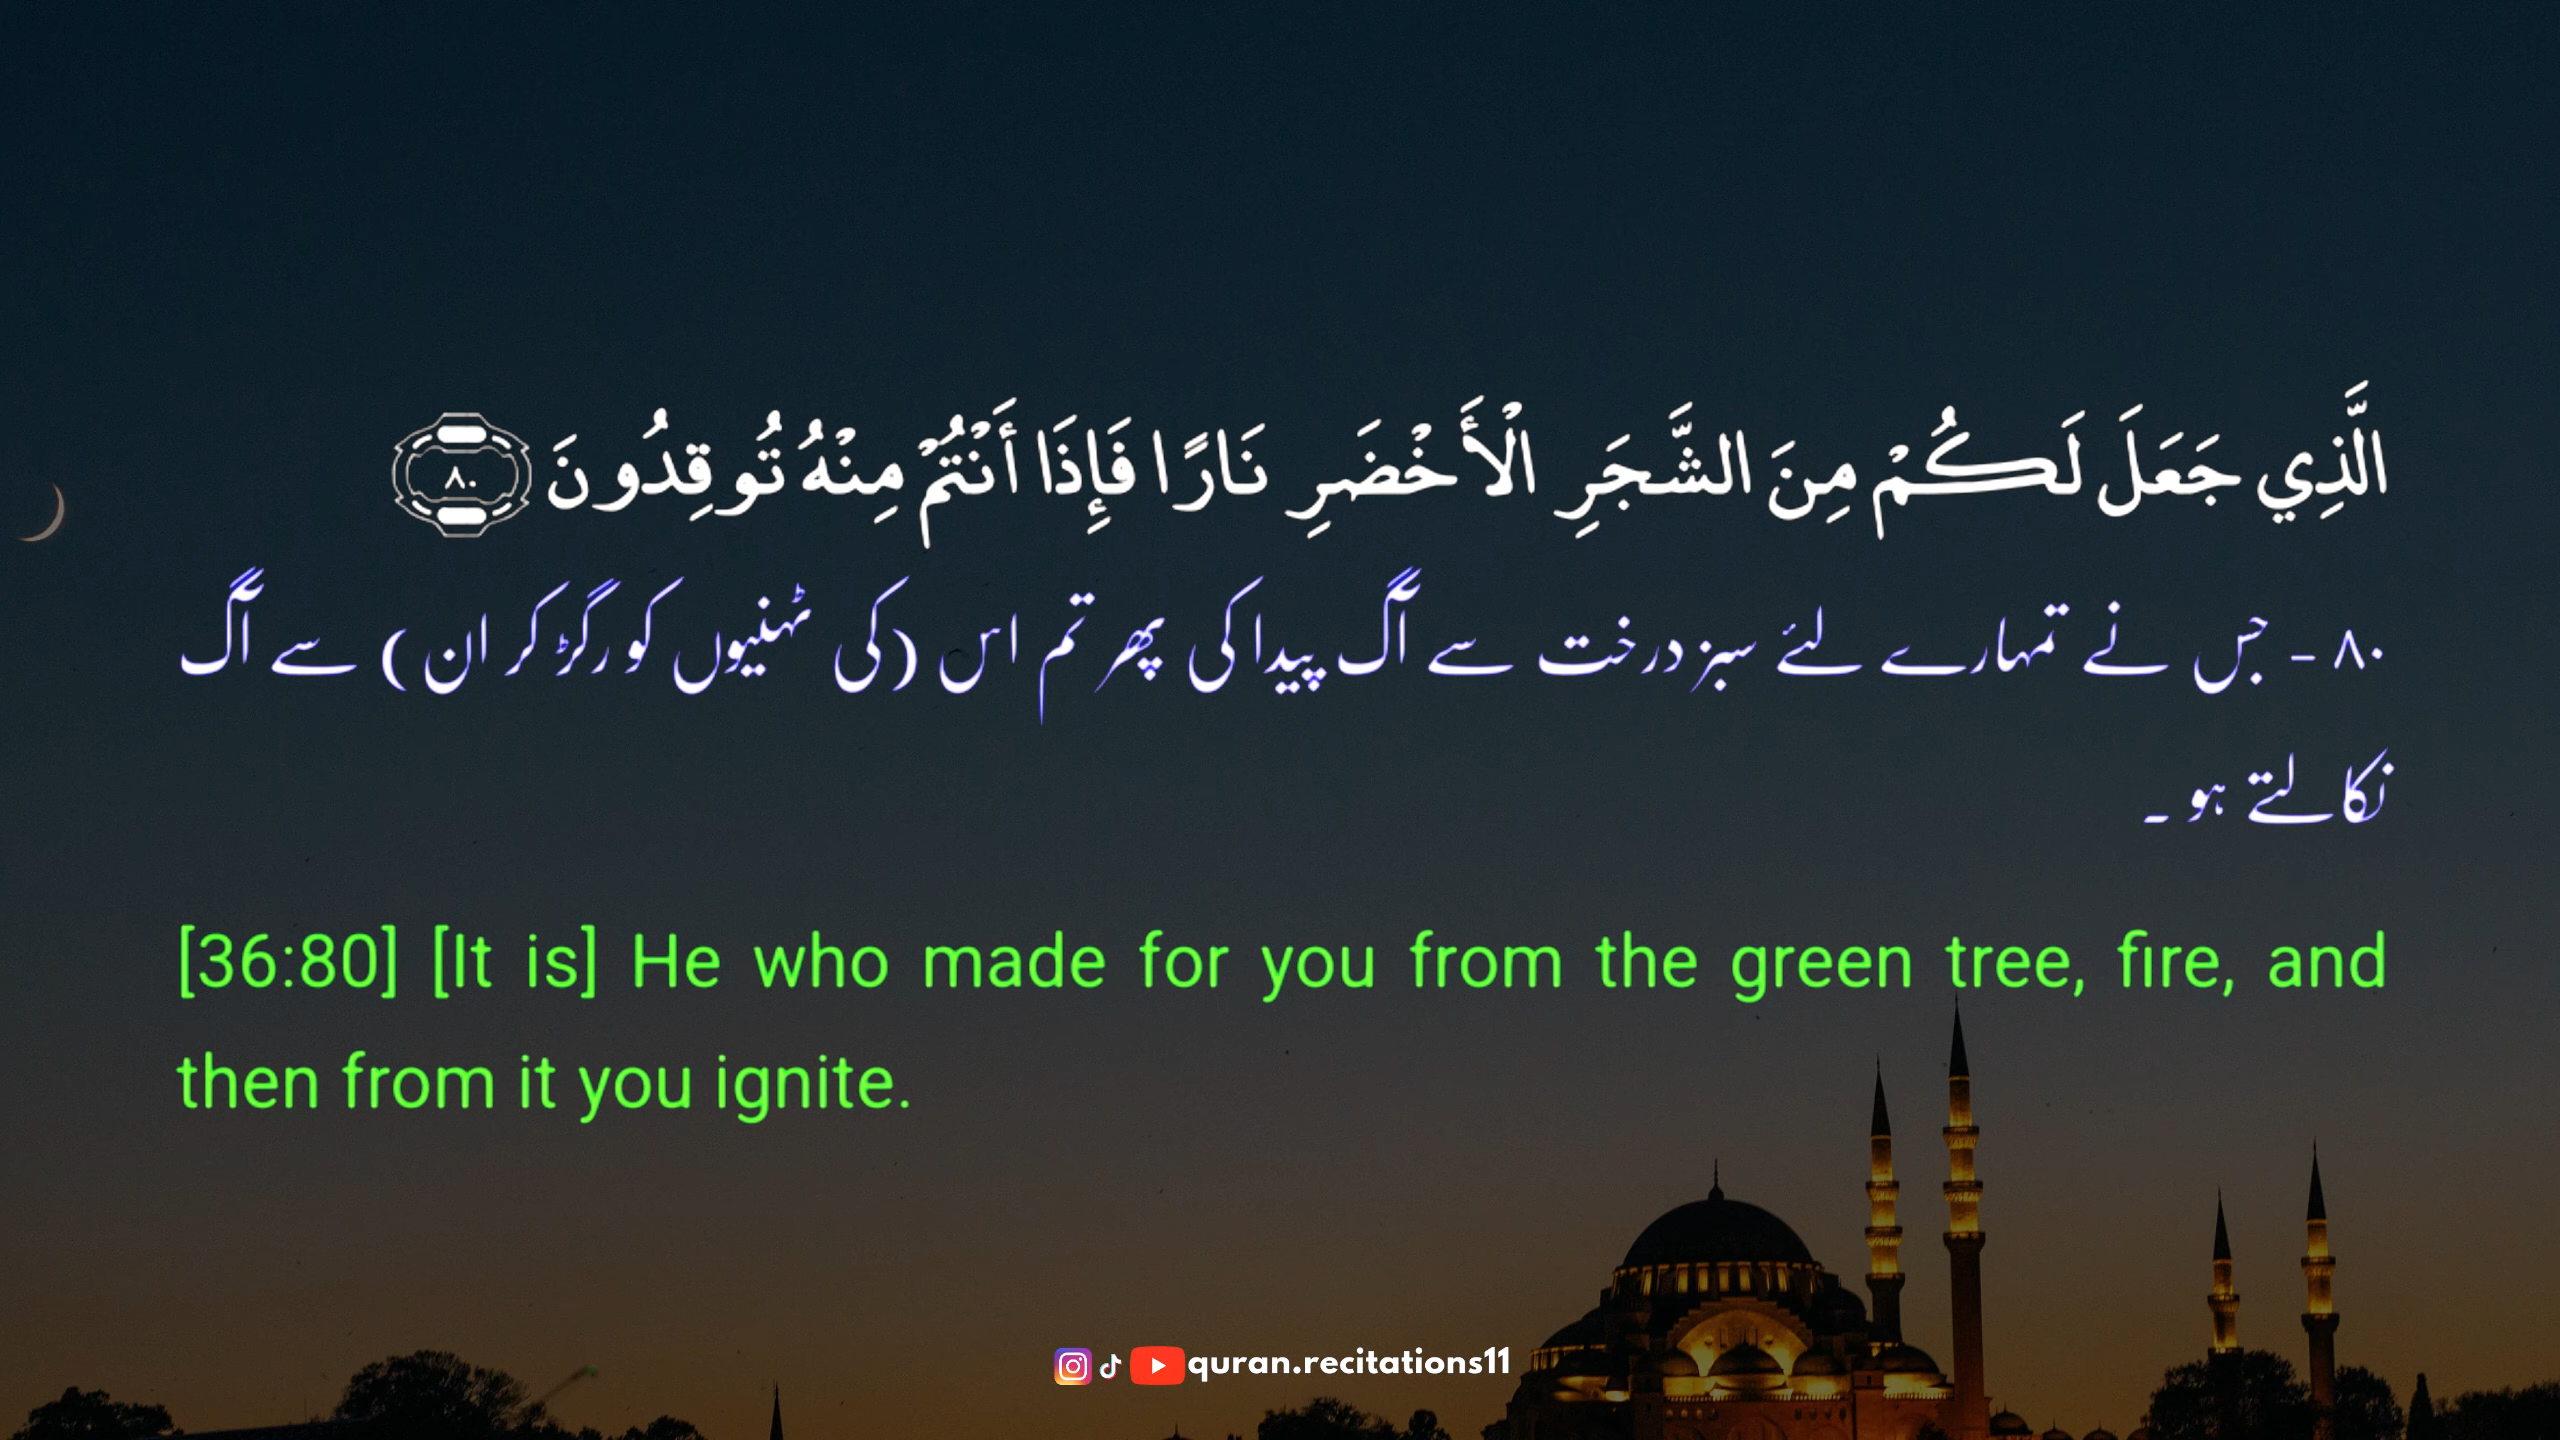 الَّذِي جَعَلَ لَكُمْ مِنَ الشَّجَرِ الْأَخْضَرِ نَارًا فَإِذَا أَنْتُمْ مِنْهُ تُوقِدُونَ ٨٠
٨٠ - جس نے تمہارے لئے سبز درخت سے آگ پیدا کی پھر تم اس (کی ٹہنیوں کو رگڑ کر ان) سے آگ
نکالتے ہو ۔
[36:80] [It is] He who made for you from the green tree, fire, and
then from it you ignite.
quran.recitations11